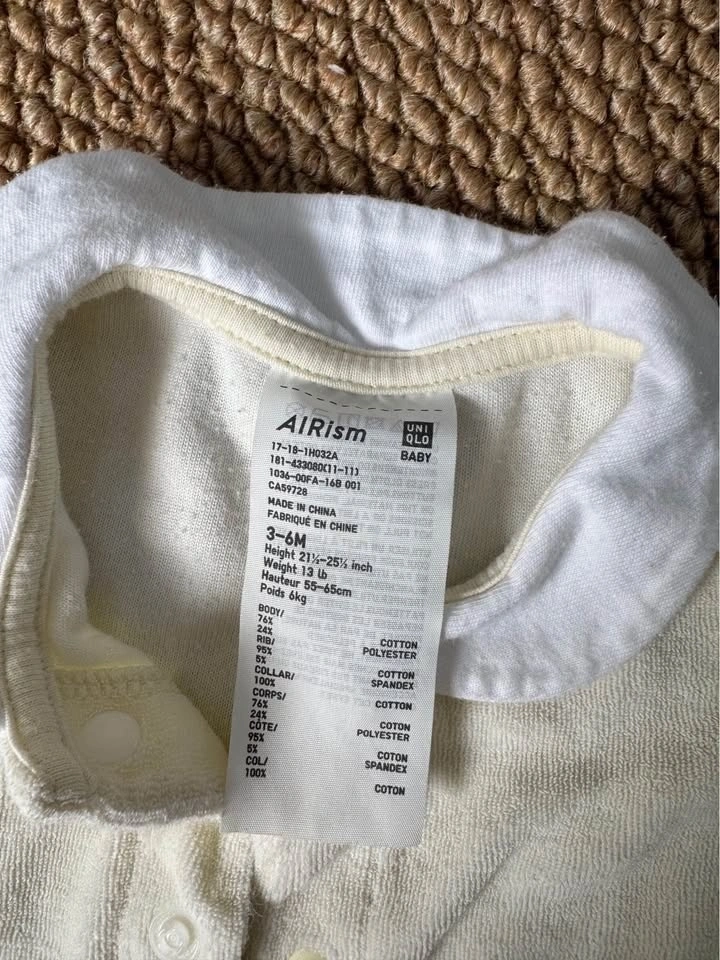 AIRism
UNI
QLO
BABY
17-18-1H032A
181-433080(11-11)
1036-00FA-16B 001
CA59728
MADE IN CHINA
FABRIQUÉ EN CHINE
3-6M
Height 21½-25½ inch
Weight 13 lb
Hauteur 55-65cm
Poids 6kg
BODY/
76% COTTON
24% POLYESTER
RIB/
95% COTTON
5% SPANDEX
COLLAR/
100% COTTON
CORPS/
76% COTON
24% POLYESTER
CÔTE/
95% COTON
5% SPANDEX
COL/
100% COTON